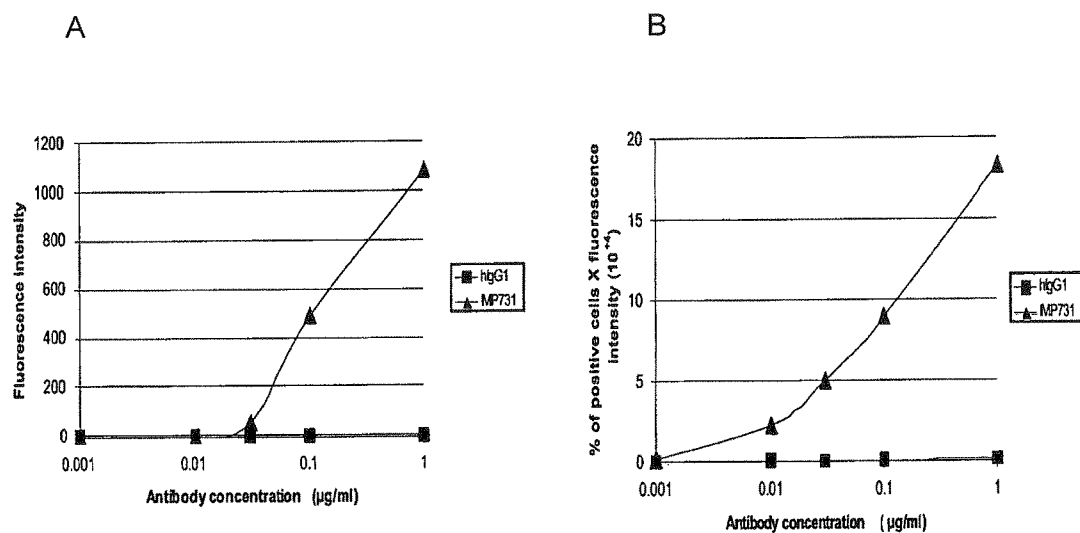 A
B
1200
1000
800
600
400
200
0
0.001
0.01
0.1
1
Fluorescence intensity
Antibody concentration (µg/ml)
hIgG1
IMP731
20
15
10
5
0
0.001
0.01
0.1
1
% of positive cells X fluorescence
intensity (10⁺⁴)
Antibody concentration (µg/ml)
hIgG1
IMP731